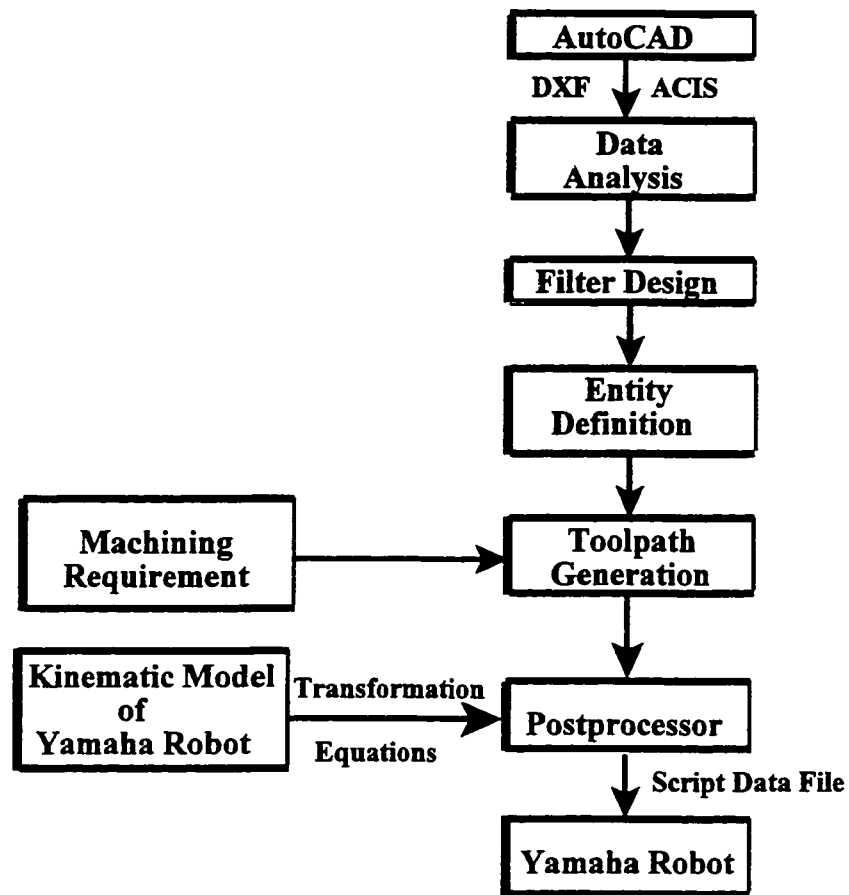 AutoCAD
DXF ACIS
Data
Analysis
Filter Design
Entity
Definition
Machining
Requirement
Toolpath
Generation
Kinematic Model
of
Yamaha Robot
Transformation
Equations
Postprocessor
Script Data File
Yamaha Robot